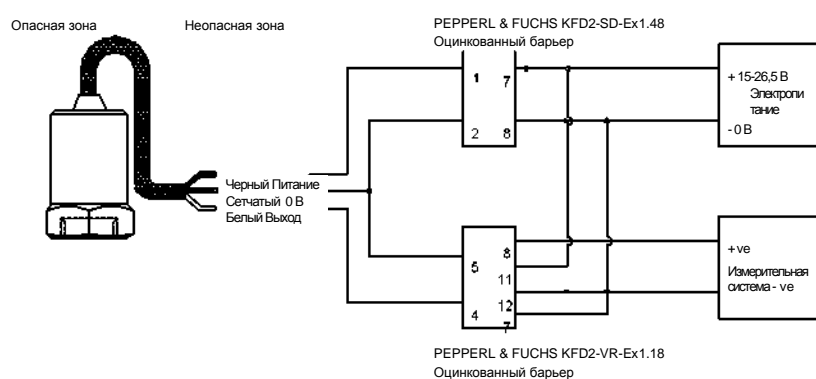 Опасная зона
Неопасная зона
PEPPERL & FUCHS KFD2-SD-Ex1.48
Оцинкованный барьер
1
7
2
8
+ 15-26,5 В
Электропи
тание
- 0 В
Черный Питание
Сетчатый 0 В
Белый Выход
5
8
11
4
12
7
+ve
Измерительная
система - ve
PEPPERL & FUCHS KFD2-VR-Ex1.18
Оцинкованный барьер